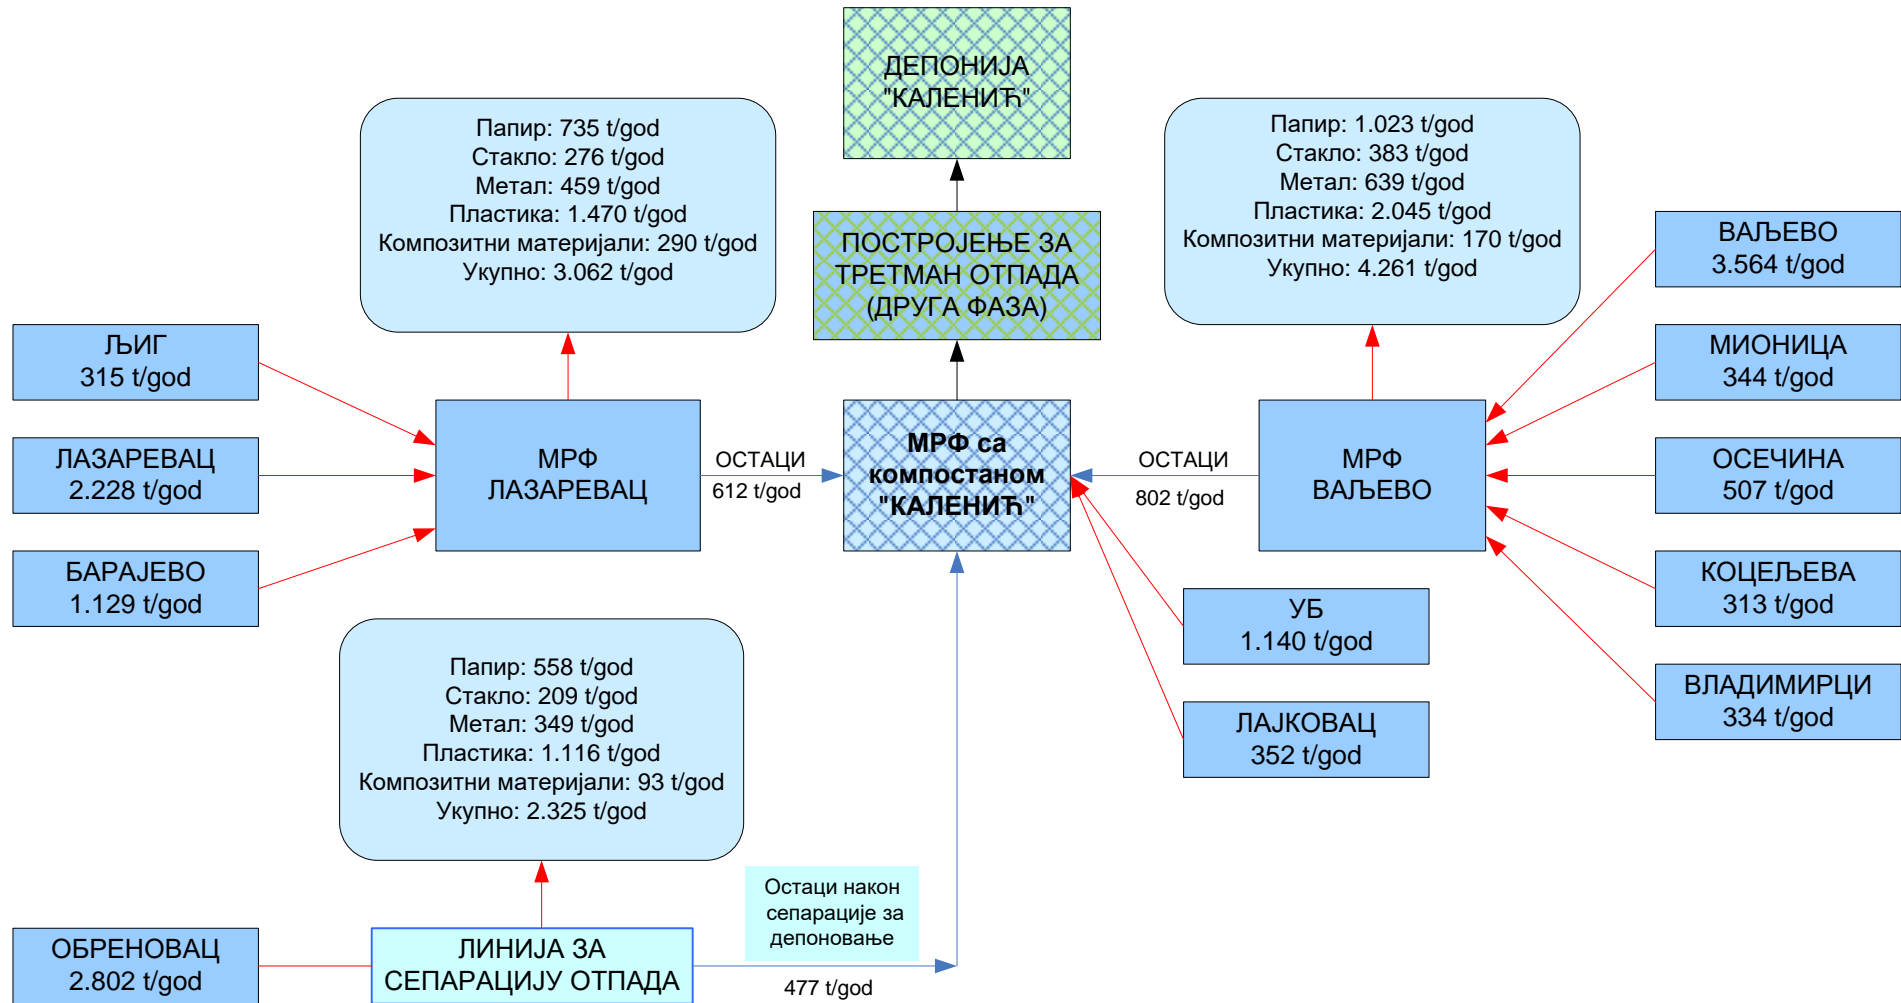 ДЕПОНИЈА
"КАЛЕНИЋ"
Папир: 735 t/god
Стакло: 276 t/god
Метал: 459 t/god
Пластика: 1.470 t/god
Композитни материјали: 290 t/god
Укупно: 3.062 t/god
Папир: 1.023 t/god
Стакло: 383 t/god
Метал: 639 t/god
Пластика: 2.045 t/god
Композитни материјали: 170 t/god
Укупно: 4.261 t/god
ПОСТРОЈЕЊЕ ЗА
ТРЕТМАН ОТПАДА
(ДРУГА ФАЗА)
ЉИГ
315 t/god
ЛАЗАРЕВАЦ
2.228 t/god
БАРАЈЕВО
1.129 t/god
МРФ
ЛАЗАРЕВАЦ
ОСТАЦИ
612 t/god
МРФ са
компостаном
"КАЛЕНИЋ"
ОСТАЦИ
802 t/god
МРФ
ВАЉЕВО
ВАЉЕВО
3.564 t/god
МИОНИЦА
344 t/god
ОСЕЧИНА
507 t/god
КОЦЕЉЕВА
313 t/god
ВЛАДИМИРЦИ
334 t/god
УБ
1.140 t/god
ЛАЈКОВАЦ
352 t/god
Папир: 558 t/god
Стакло: 209 t/god
Метал: 349 t/god
Пластика: 1.116 t/god
Композитни материјали: 93 t/god
Укупно: 2.325 t/god
ОБРЕНОВАЦ
2.802 t/god
ЛИНИЈА ЗА
СЕПАРАЦИЈУ ОТПАДА
Остаци након
сепарације за
депоновање
477 t/god